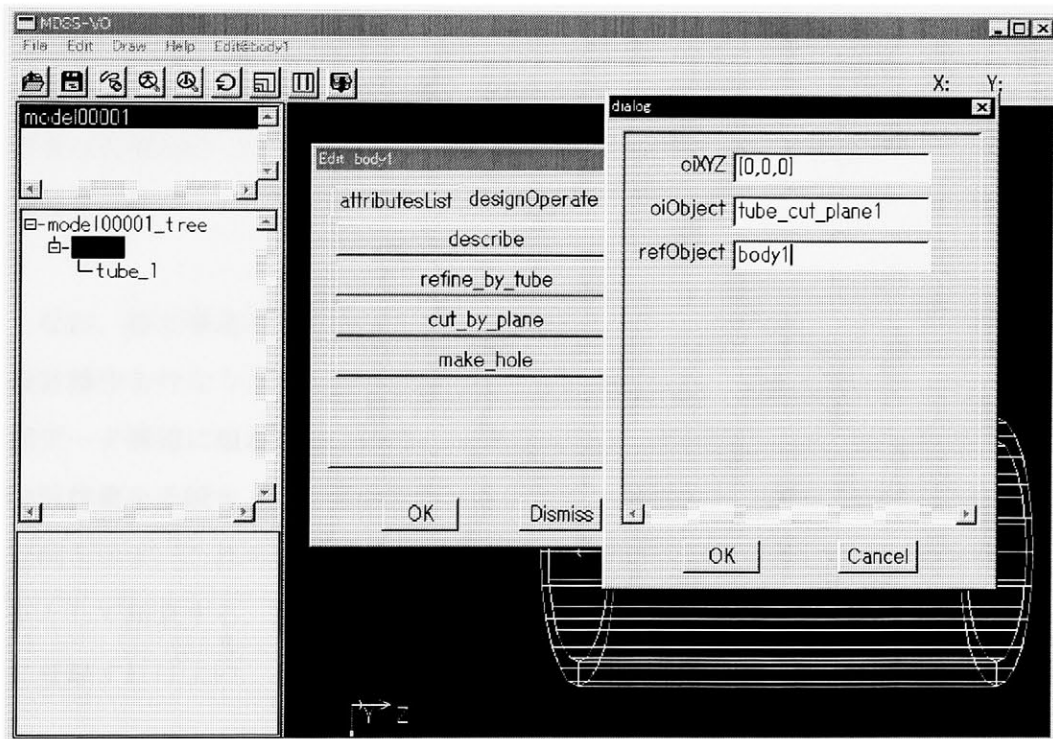 MDSS-VO
File Edit Draw Help Edit@body1
X: Y:
model00001
model00001_tree
tube_1
Edit body1
attributesList designOperate
describe
refine_by_tube
cut_by_plane
make_hole
OK Dismiss
dialog
oiXYZ [0,0,0]
oiObject tube_cut_plane1
refObject body1
OK Cancel
Y Z